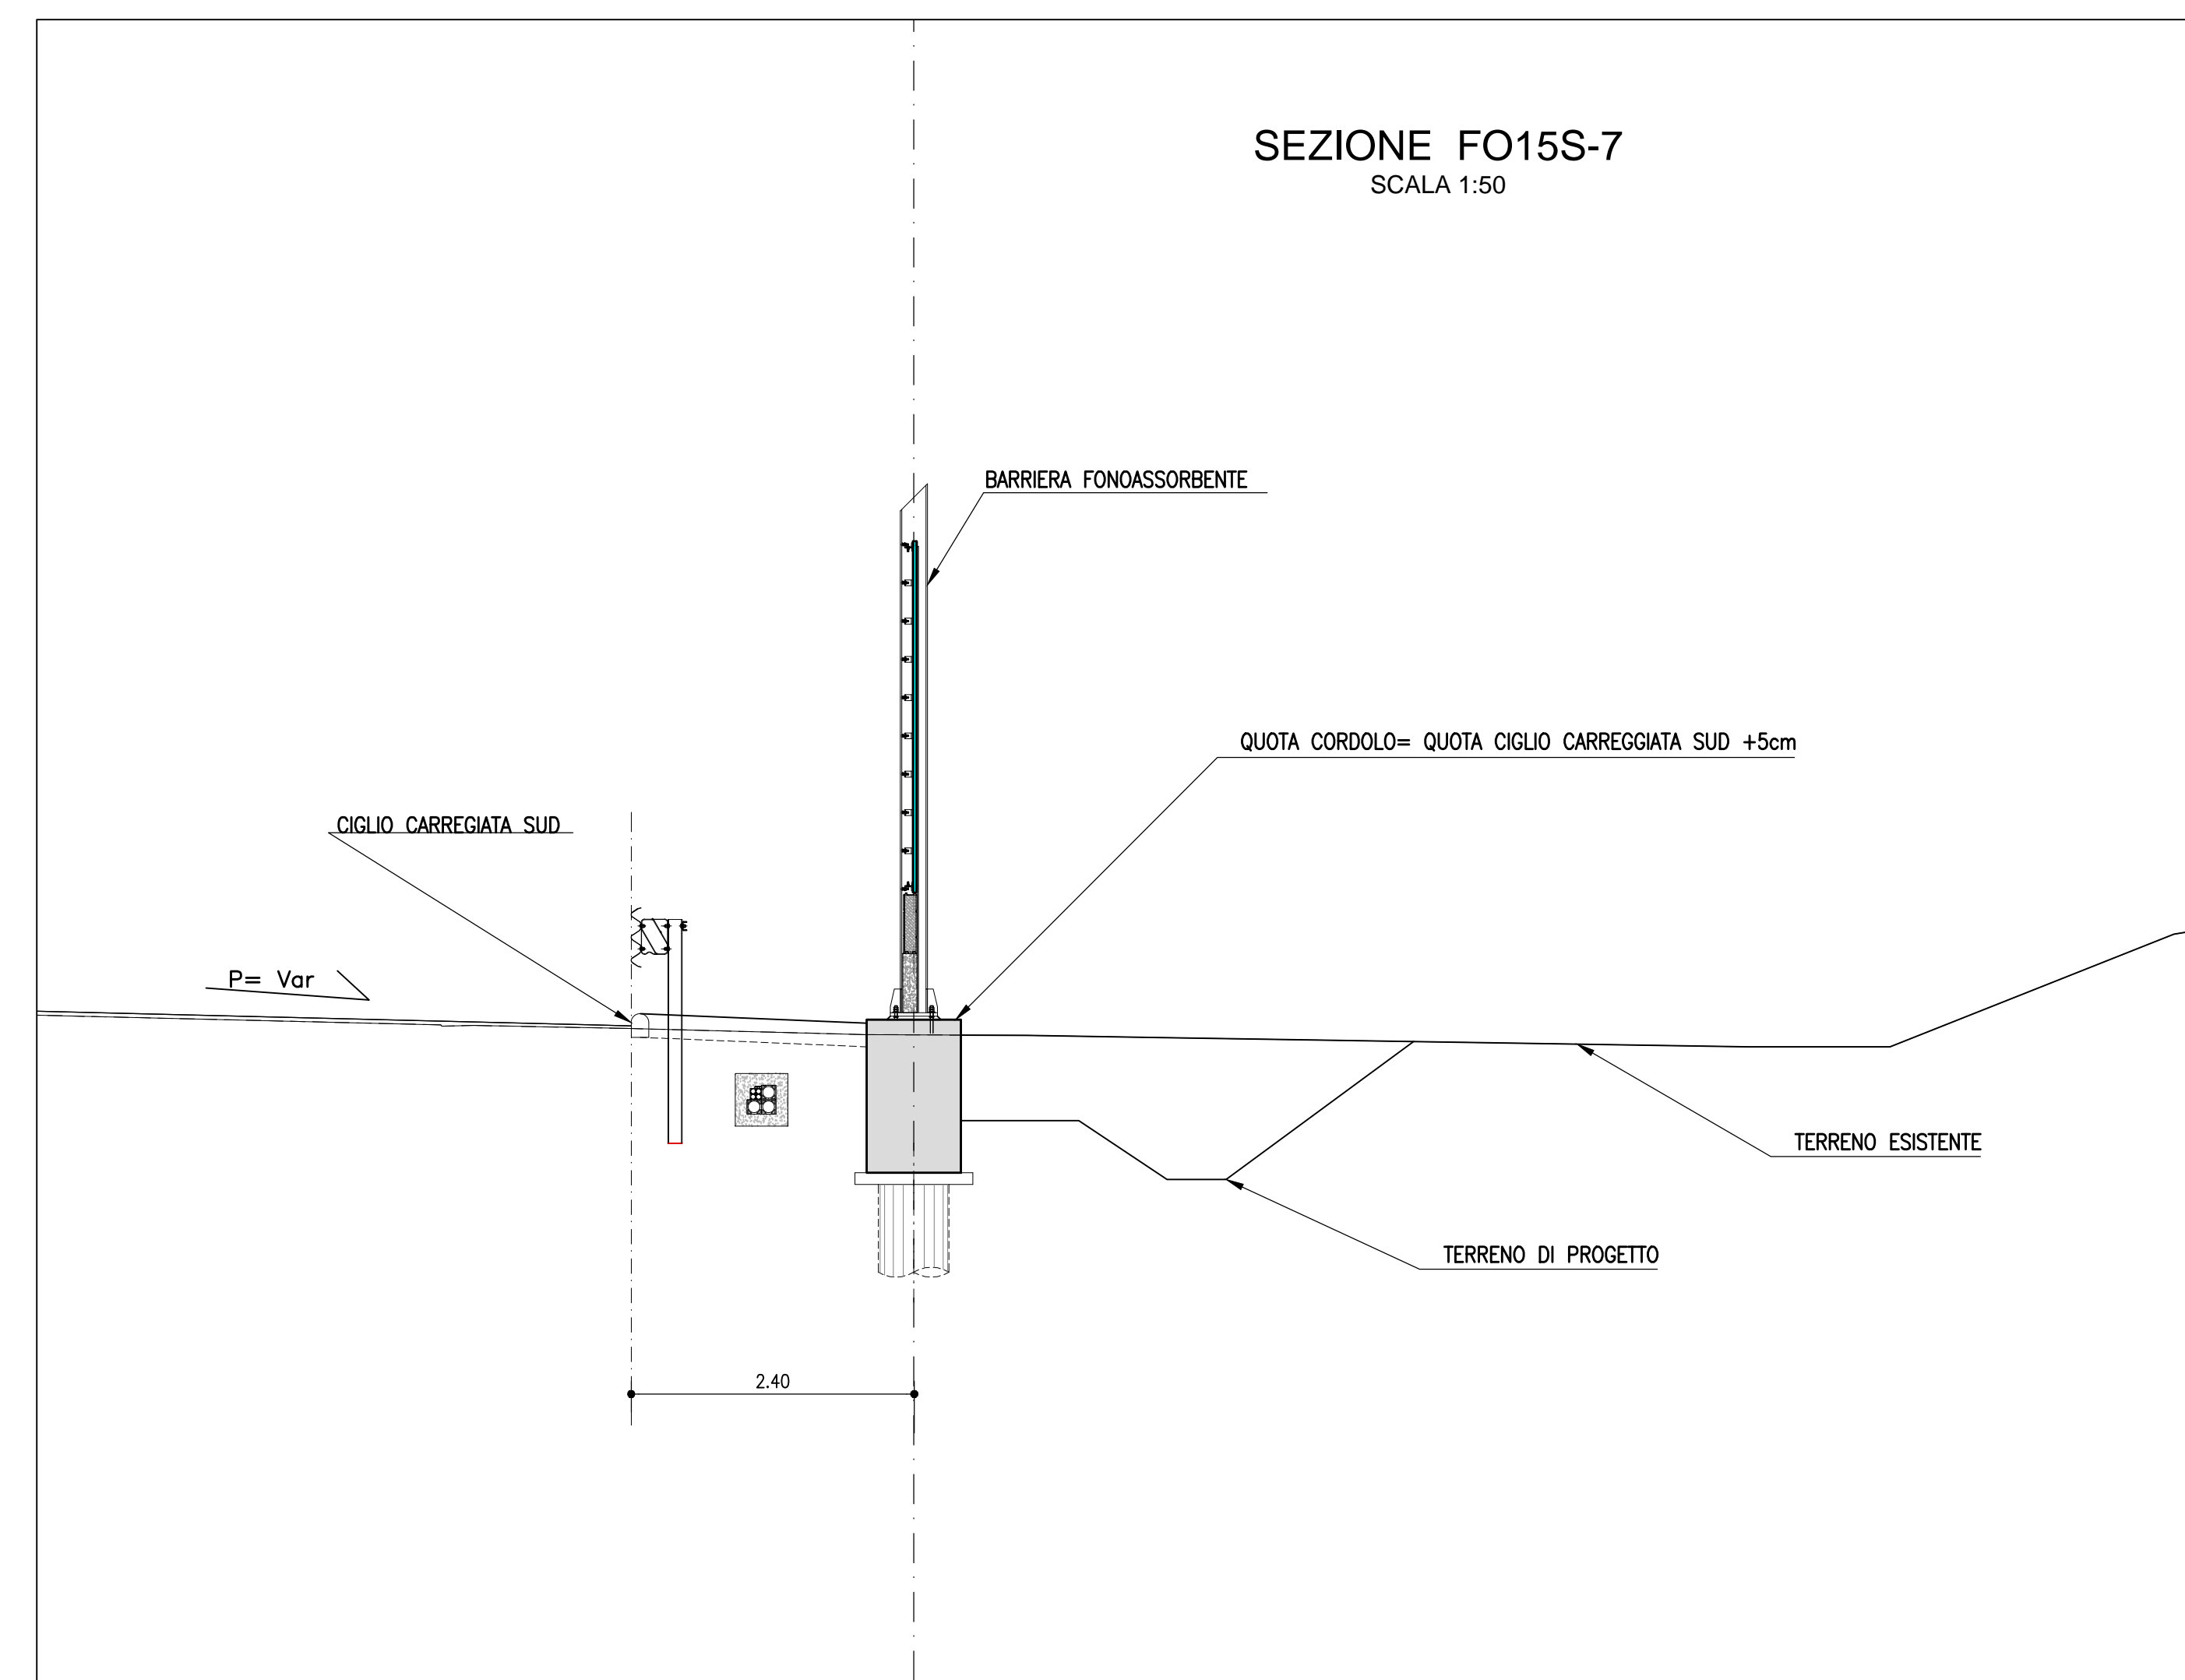 SEZIONE FO15S-7
SCALA 1:50
BARRIERA FONOASSORBENTE
QUOTA CORDOLO= QUOTA CIGLIO CARREGGIATA SUD +5cm
CIGLIO CARREGIATA SUD
P= Var
TERRENO ESISTENTE
TERRENO DI PROGETTO
2.40